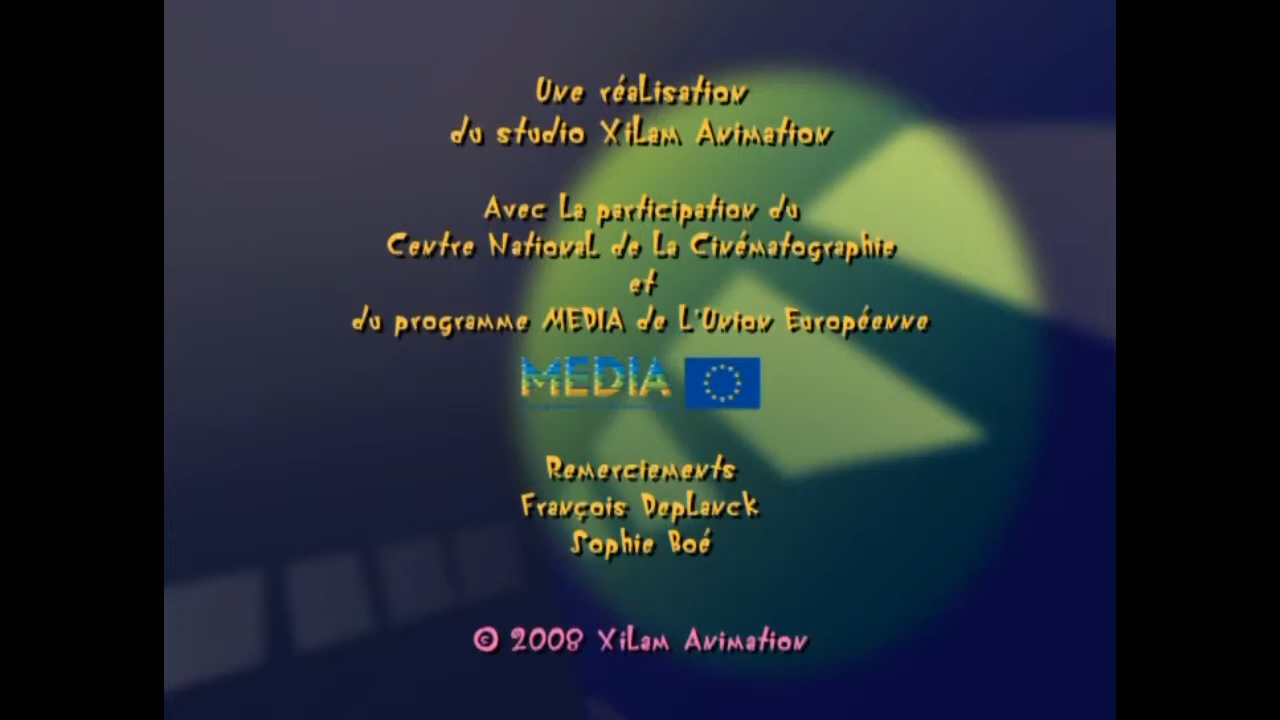 Une réalisation
du studio Xilam Animation
Avec la participation du
Centre National de la Cinématographie
et
du programme MEDIA de l'Union Européenne
MEDIA
Remerciements
François Deplanck
Sophie Boé
© 2008 Xilam Animation